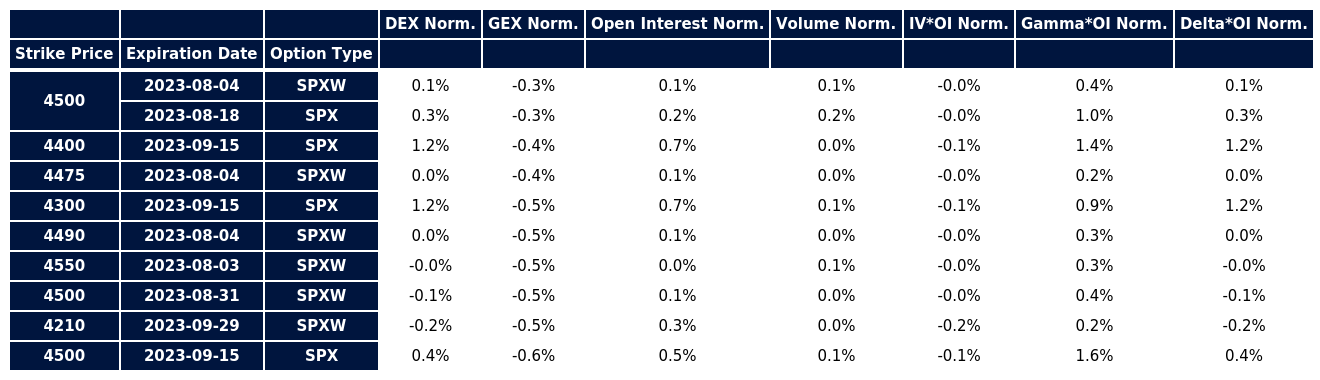 DEX Norm. GEX Norm. Open Interest Norm. Volume Norm. IV*OI Norm. Gamma*OI Norm. Delta*OI Norm.
Strike Price Expiration Date Option Type
4500 2023-08-04 SPXW 0.1% -0.3% 0.1% 0.1% -0.0% 0.4% 0.1%
2023-08-18 SPX 0.3% -0.3% 0.2% 0.2% -0.0% 1.0% 0.3%
4400 2023-09-15 SPX 1.2% -0.4% 0.7% 0.0% -0.1% 1.4% 1.2%
4475 2023-08-04 SPXW 0.0% -0.4% 0.1% 0.0% -0.0% 0.2% 0.0%
4300 2023-09-15 SPX 1.2% -0.5% 0.7% 0.1% -0.1% 0.9% 1.2%
4490 2023-08-04 SPXW 0.0% -0.5% 0.1% 0.0% -0.0% 0.3% 0.0%
4550 2023-08-03 SPXW -0.0% -0.5% 0.0% 0.1% -0.0% 0.3% -0.0%
4500 2023-08-31 SPXW -0.1% -0.5% 0.1% 0.0% -0.0% 0.4% -0.1%
4210 2023-09-29 SPXW -0.2% -0.5% 0.3% 0.0% -0.2% 0.2% -0.2%
4500 2023-09-15 SPX 0.4% -0.6% 0.5% 0.1% -0.1% 1.6% 0.4%